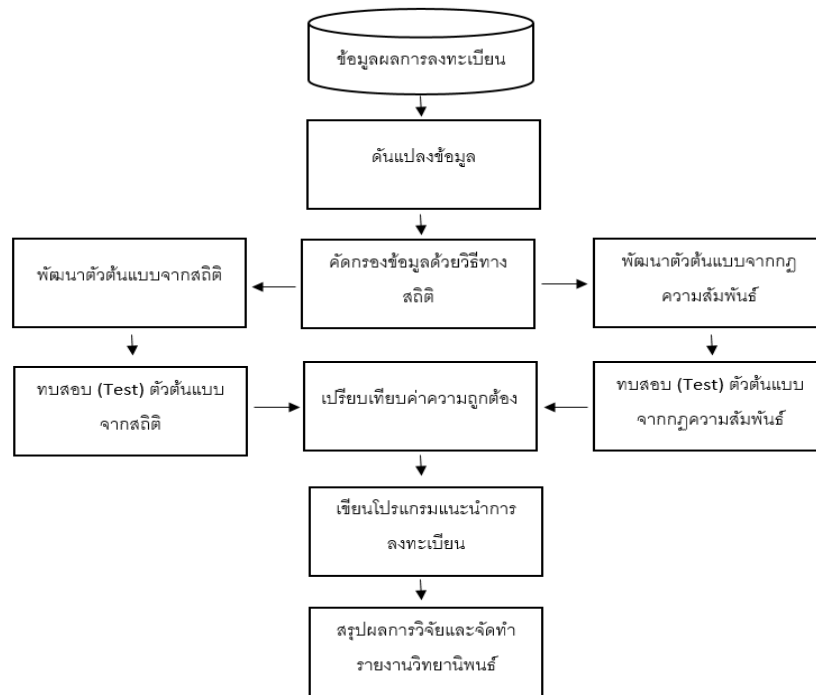 ข้อมูลผลการลงทะเบียน
ดันแปลงข้อมูล
พัฒนาตัวต้นแบบจากสถิติ
คัดกรองข้อมูลด้วยวิธีทาง
สถิติ
พัฒนาตัวต้นแบบจากกฎ
ความสัมพันธ์
ทบสอบ (Test) ตัวต้นแบบ
จากสถิติ
เปรียบเทียบค่าความถูกต้อง
ทบสอบ (Test) ตัวต้นแบบ
จากกฎความสัมพันธ์
เขียนโปรแกรมแนะนำการ
ลงทะเบียน
สรุปผลการวิจัยและจัดทำ
รายงานวิทยานิพนธ์